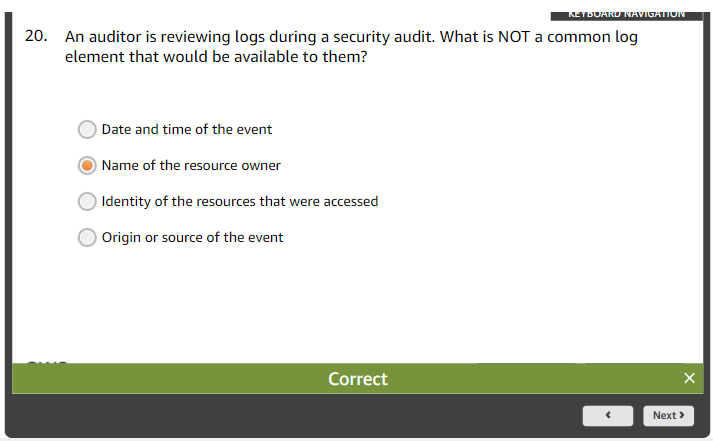 KEYBOARD NAVIGATION
20. An auditor is reviewing logs during a security audit. What is NOT a common log
element that would be available to them?
Date and time of the event
Name of the resource owner
Identity of the resources that were accessed
Origin or source of the event
Correct
Next